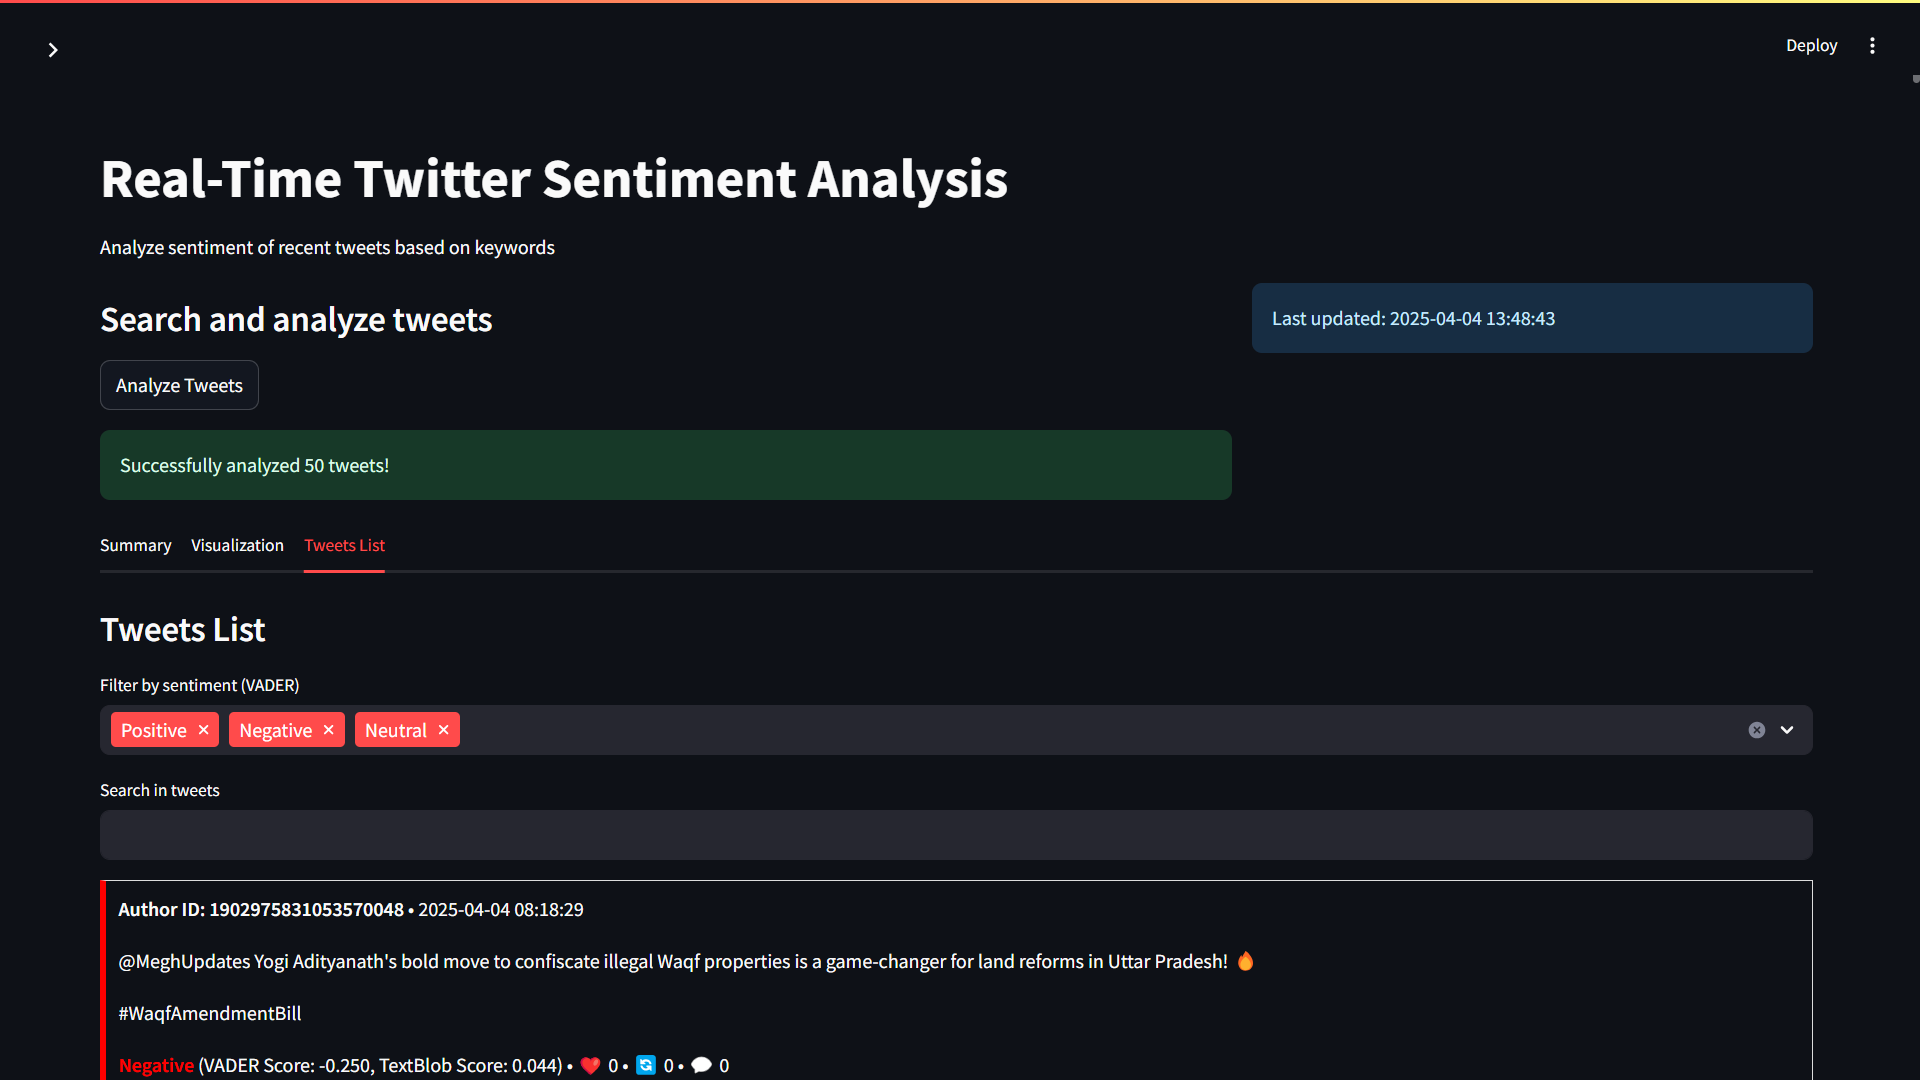 Deploy
Real-Time Twitter Sentiment Analysis
Analyze sentiment of recent tweets based on keywords
Search and analyze tweets
Last updated: 2025-04-04 13:48:43
Analyze Tweets
Successfully analyzed 50 tweets!
Summary Visualization Tweets List
Tweets List
Filter by sentiment (VADER)
Positive × Negative × Neutral ×
Search in tweets
Author ID: 1902975831053570048 • 2025-04-04 08:18:29
@MeghUpdates Yogi Adityanath's bold move to confiscate illegal Waqf properties is a game-changer for land reforms in Uttar Pradesh! 🔥
#WaqfAmendmentBill
Negative (VADER Score: -0.250, TextBlob Score: 0.044) • ❤️ 0 • 🔄 0 • 💬 0